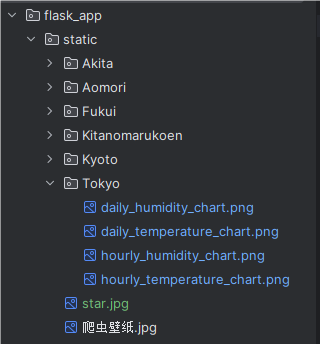 flask_app
static
Akita
Aomori
Fukui
Kitanomarukoen
Kyoto
Tokyo
daily_humidity_chart.png
daily_temperature_chart.png
hourly_humidity_chart.png
hourly_temperature_chart.png
star.jpg
爬虫壁纸.jpg